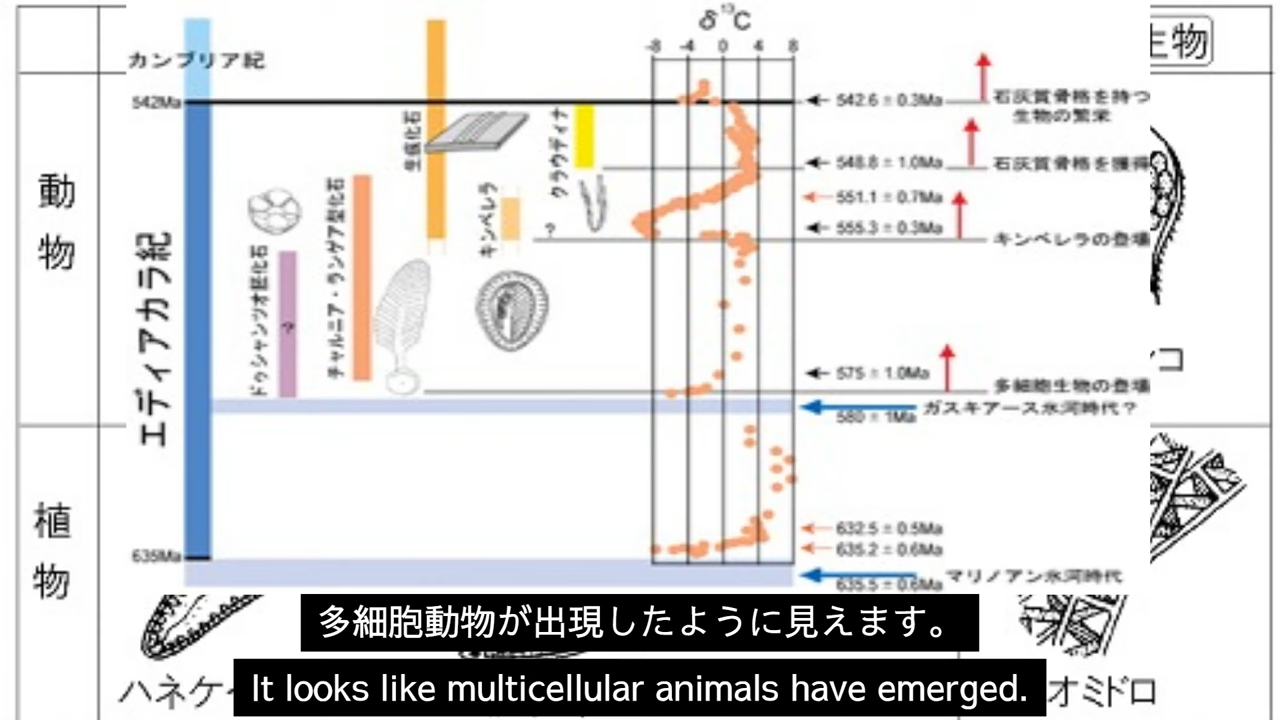 δ¹³C
-8 -4 0 4 8
カンブリア紀
542Ma
エディアカラ紀
635Ma
ドゥシャンツオ胚化石
?
チャルニア・ランゲア型化石
生痕化石
キンベレラ
クラウディナ
?
542.6 ± 0.3Ma
石灰質骨格を持つ
生物の繁栄
548.8 ± 1.0Ma
石灰質骨格を獲得
551.1 ± 0.7Ma
555.3 ± 0.3Ma
キンベレラの登場
575 ± 1.0Ma
多細胞生物の登場
ガスキアース氷河時代?
580 ± 1Ma
632.5 ± 0.5Ma
635.2 ± 0.6Ma
マリノアン氷河時代
635.5 ± 0.6Ma
動物
植物
生物
コ
ハネケイ
オミドロ
多細胞動物が出現したように見えます。
It looks like multicellular animals have emerged.